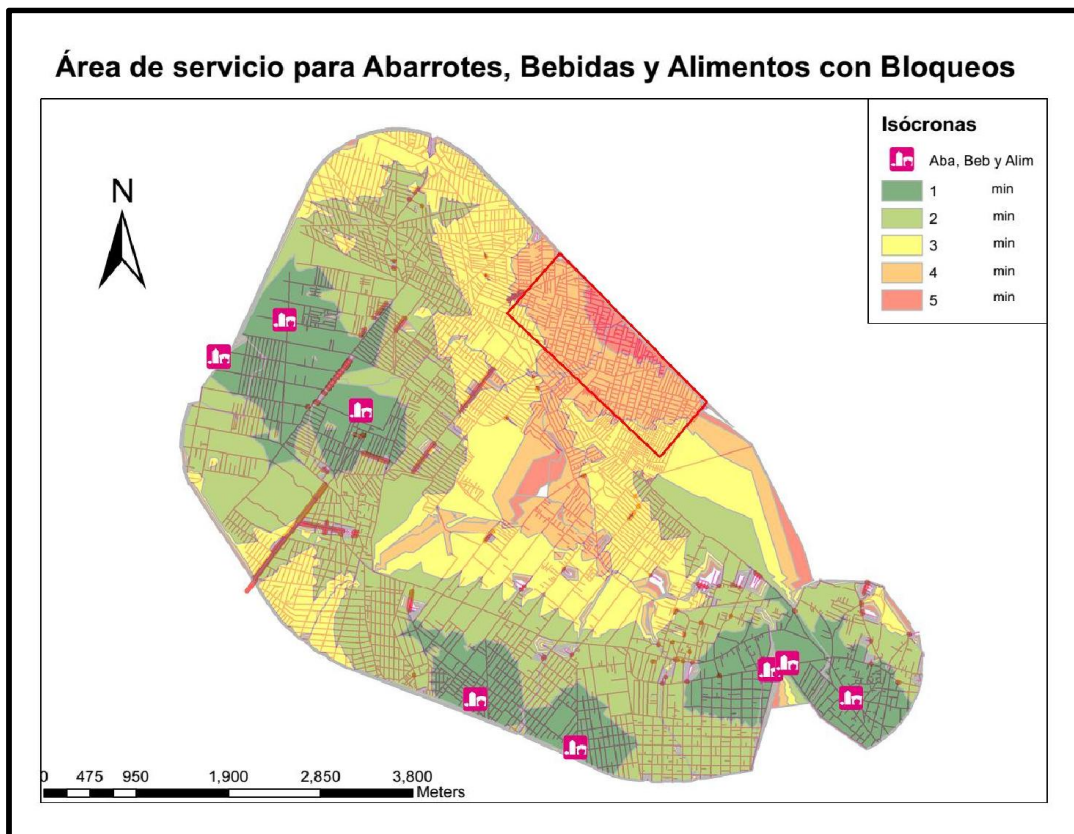 Área de servicio para Abarrotes, Bebidas y Alimentos con Bloqueos
Isócronas
Aba, Beb y Alim
1 min
2 min
3 min
4 min
5 min
N
0 475 950 1,900 2,850 3,800
Meters